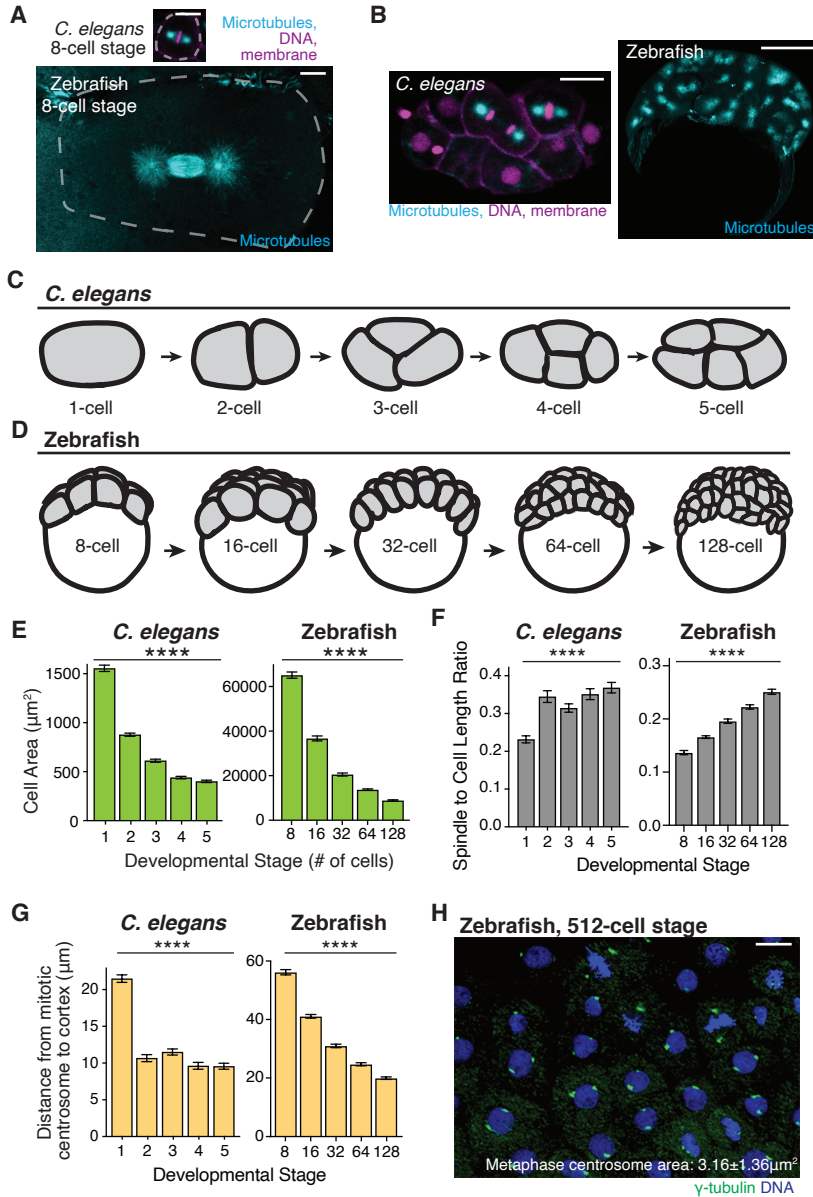 A
C. elegans
8-cell stage
Microtubules,
DNA,
membrane
Zebrafish
8-cell stage
Microtubules
B
C. elegans
Microtubules, DNA, membrane
Zebrafish
Microtubules
C
C. elegans
1-cell
2-cell
3-cell
4-cell
5-cell
D
Zebrafish
8-cell
16-cell
32-cell
64-cell
128-cell
E
C. elegans
Zebrafish
****
****
Cell Area (µm²)
1500
1000
500
0
1 2 3 4 5
60000
40000
20000
0
8 16 32 64 128
Developmental Stage (# of cells)
F
C. elegans
Zebrafish
****
****
Spindle to Cell Length Ratio
0.4
0.3
0.2
0.1
0.0
1 2 3 4 5
0.3
0.2
0.1
0.0
8 16 32 64 128
Developmental Stage
G
C. elegans
Zebrafish
****
****
Distance from mitotic
centrosome to cortex (µm)
20
15
10
5
0
1 2 3 4 5
60
40
20
0
8 16 32 64 128
Developmental Stage
H
Zebrafish, 512-cell stage
Metaphase centrosome area: 3.16±1.36µm²
γ-tubulin DNA